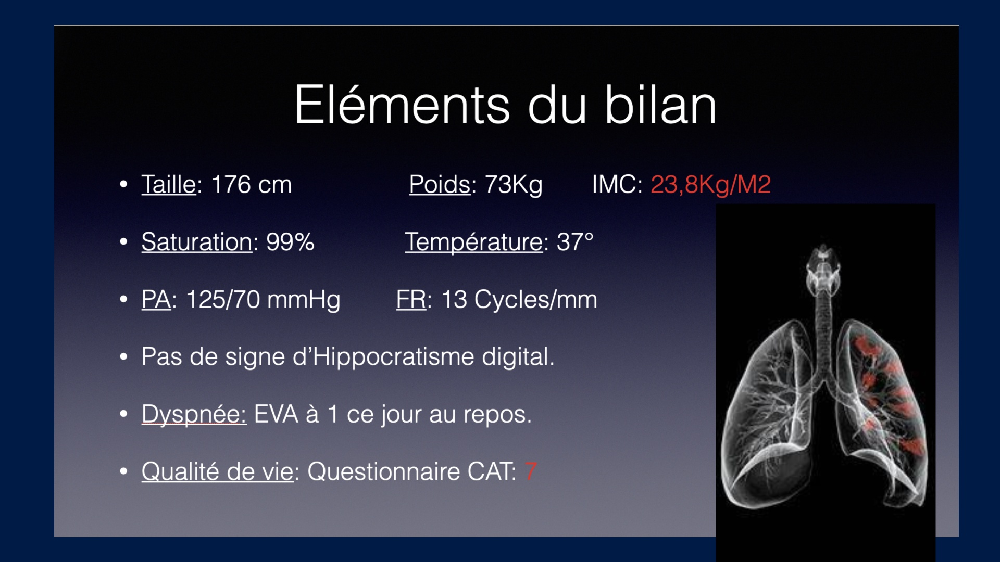 Eléments du bilan
• Taille: 176 cm Poids: 73Kg IMC: 23,8Kg/M2
• Saturation: 99% Température: 37°
• PA: 125/70 mmHg FR: 13 Cycles/mm
• Pas de signe d’Hippocratisme digital.
• Dyspnée: EVA à 1 ce jour au repos.
• Qualité de vie: Questionnaire CAT: 7